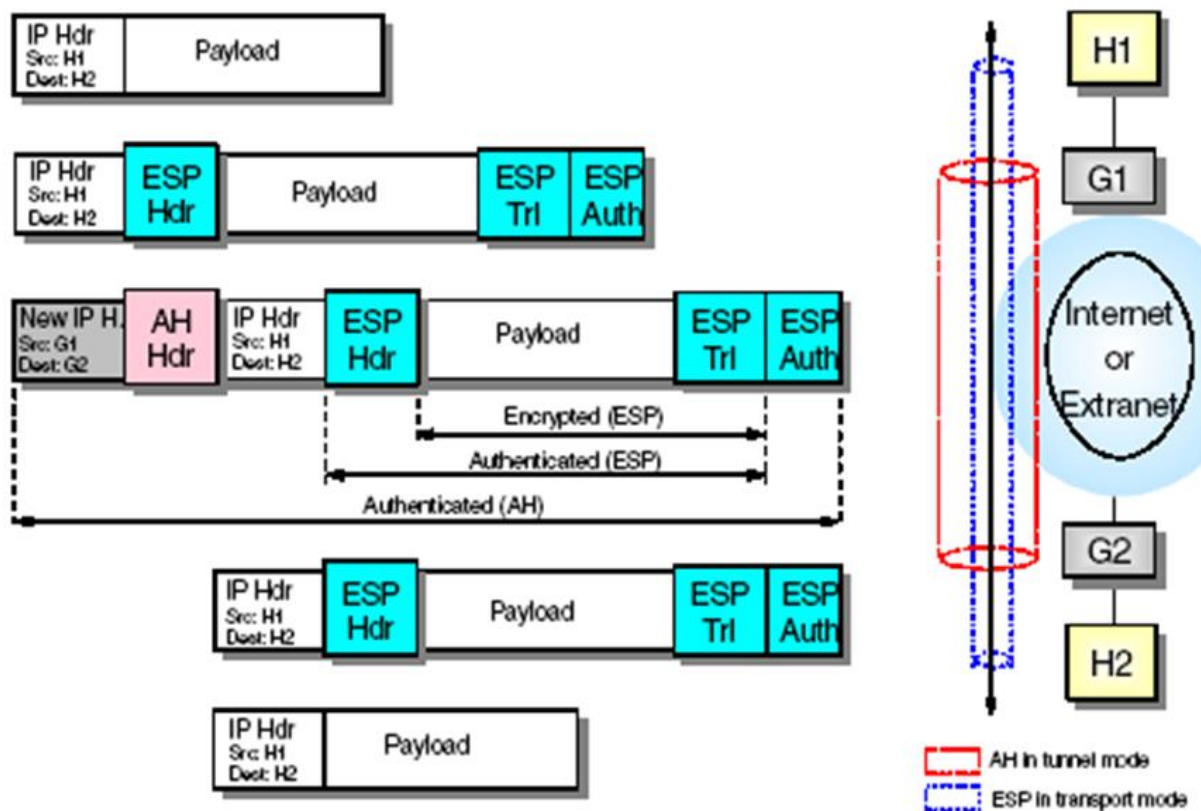 IP Hdr
Src: H1
Dest: H2
Payload
IP Hdr
Src: H1
Dest: H2
ESP
Hdr
Payload
ESP
Trl
ESP
Auth
New IP H.
Src: G1
Dest: G2
AH
Hdr
IP Hdr
Src: H1
Dest: H2
ESP
Hdr
Payload
ESP
Trl
ESP
Auth
Encrypted (ESP)
Authenticated (ESP)
Authenticated (AH)
IP Hdr
Src: H1
Dest: H2
ESP
Hdr
Payload
ESP
Trl
ESP
Auth
IP Hdr
Src: H1
Dest: H2
Payload
H1
G1
Internet
or
Extranet
G2
H2
AH in tunnel mode
ESP in transport mode